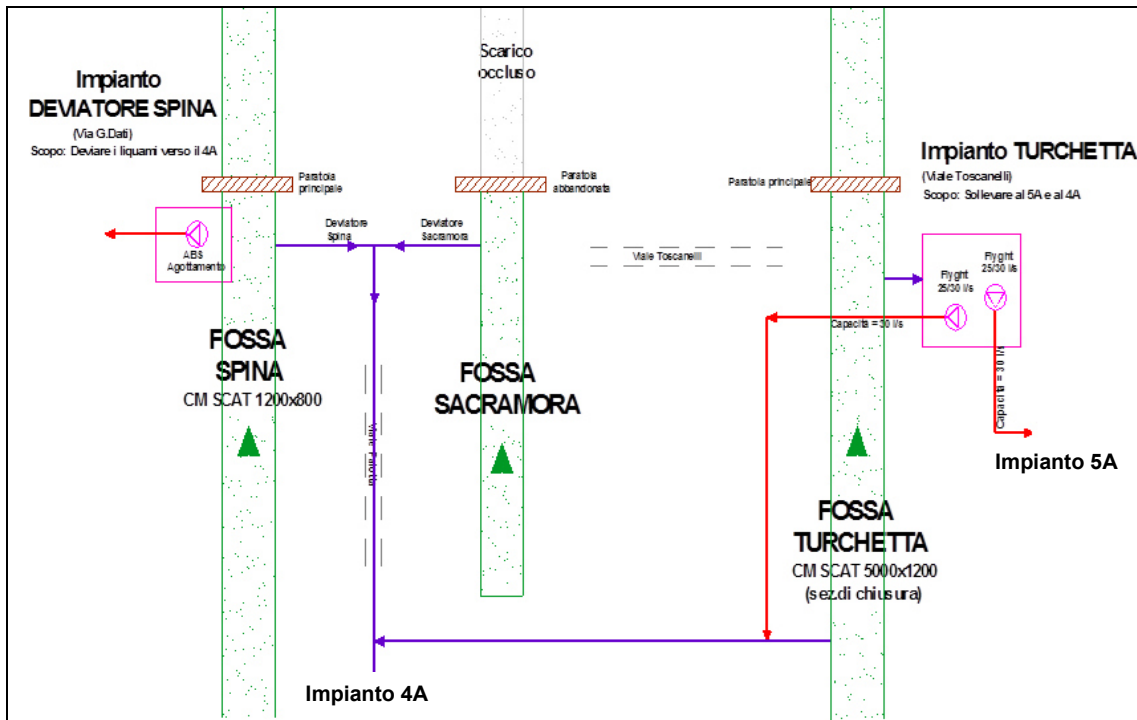 Scarico
occluso
Impianto
DEVIATORE SPINA
(Via G.Dati)
Scopo: Deviare i liquami verso il 4A
Impianto TURCHETTA
(Viale Toscanelli)
Scopo: Sollevare al 5A e al 4A
Paratoia
principale
Paratoia
abbandonata
Paratoia principale
Deviatore
Spina
Deviatore
Sacramora
ABS
Agottamento
Viale Toscanelli
Flyght
25/30 l/s
Flyght
25/30 l/s
Capacita = 30 l/s
Capacita = 30 l/s
FOSSA
SPINA
CM SCAT 1200x800
FOSSA
SACRAMORA
Viale
Impianto 5A
FOSSA
TURCHETTA
CM SCAT 5000x1200
(sez.di chiusura)
Impianto 4A